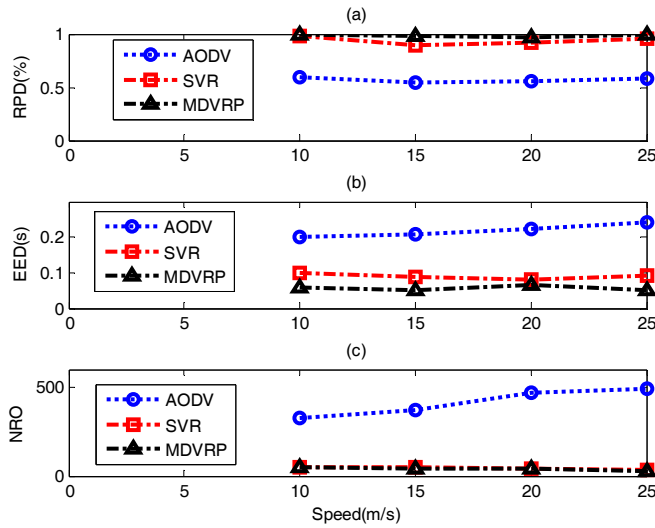 (a)
1
0.5
0
RPD(%)
AODV
SVR
MDVRP
0 5 10 15 20 25
(b)
0.2
0.1
0
EED(s)
AODV
SVR
MDVRP
0 5 10 15 20 25
(c)
500
0
NRO
AODV
SVR
MDVRP
0 5 10 15 20 25
Speed(m/s)